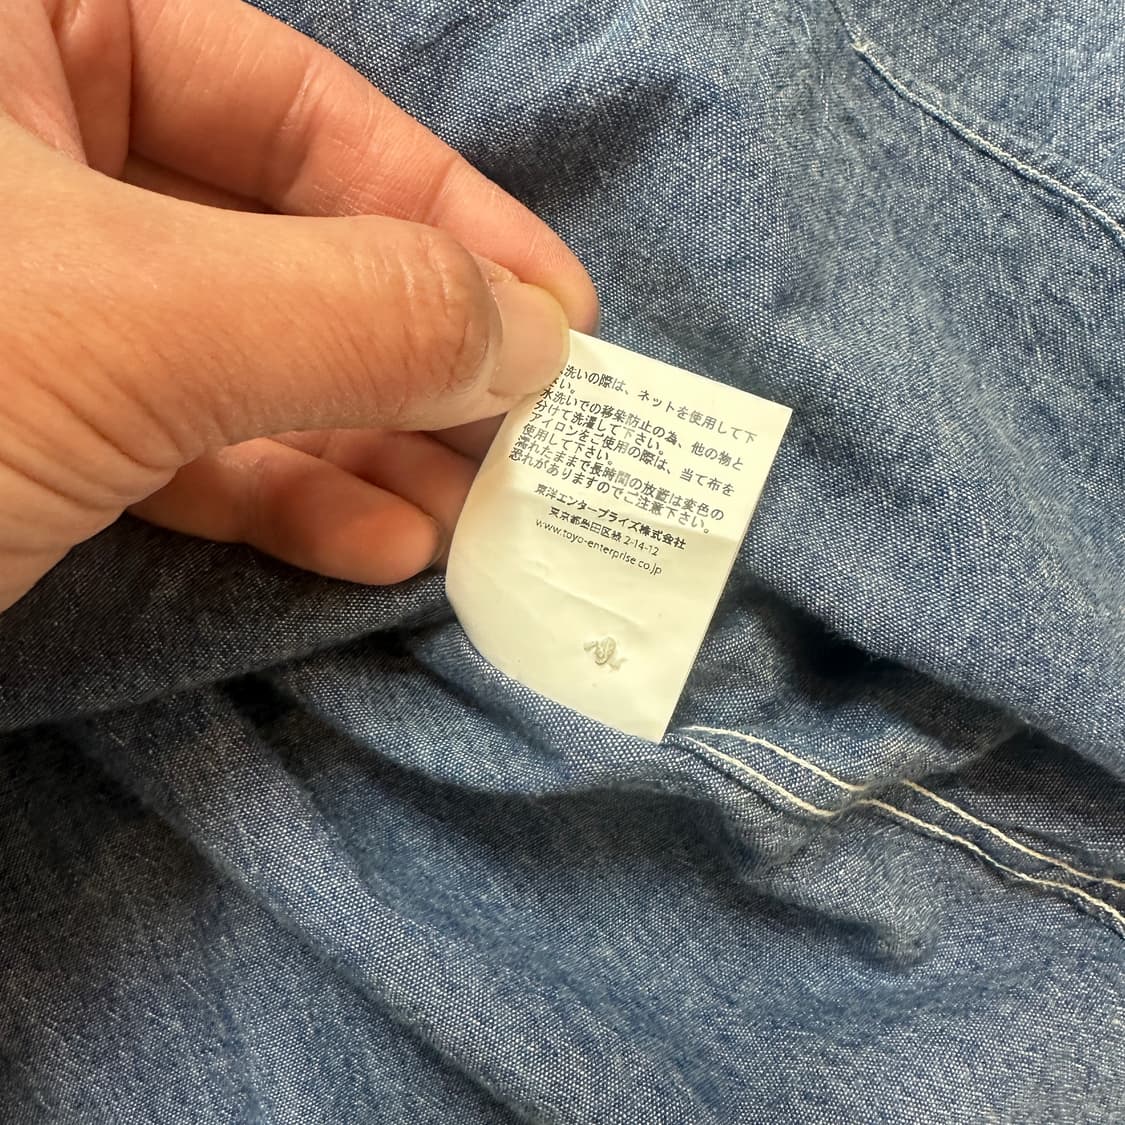 洗いの際は、ネットを使用して下
さい。
水洗いでの移染防止の為、他の物と
分けて洗濯して下さい。
アイロンをご使用の際は、当て布を
使用して下さい。
濡れたままで長時間の放置は変色の
恐れがありますのでご注意下さい。
東洋エンタープライズ株式会社
東京都墨田区緑 2-14-12
www.toyo-enterprise.co.jp